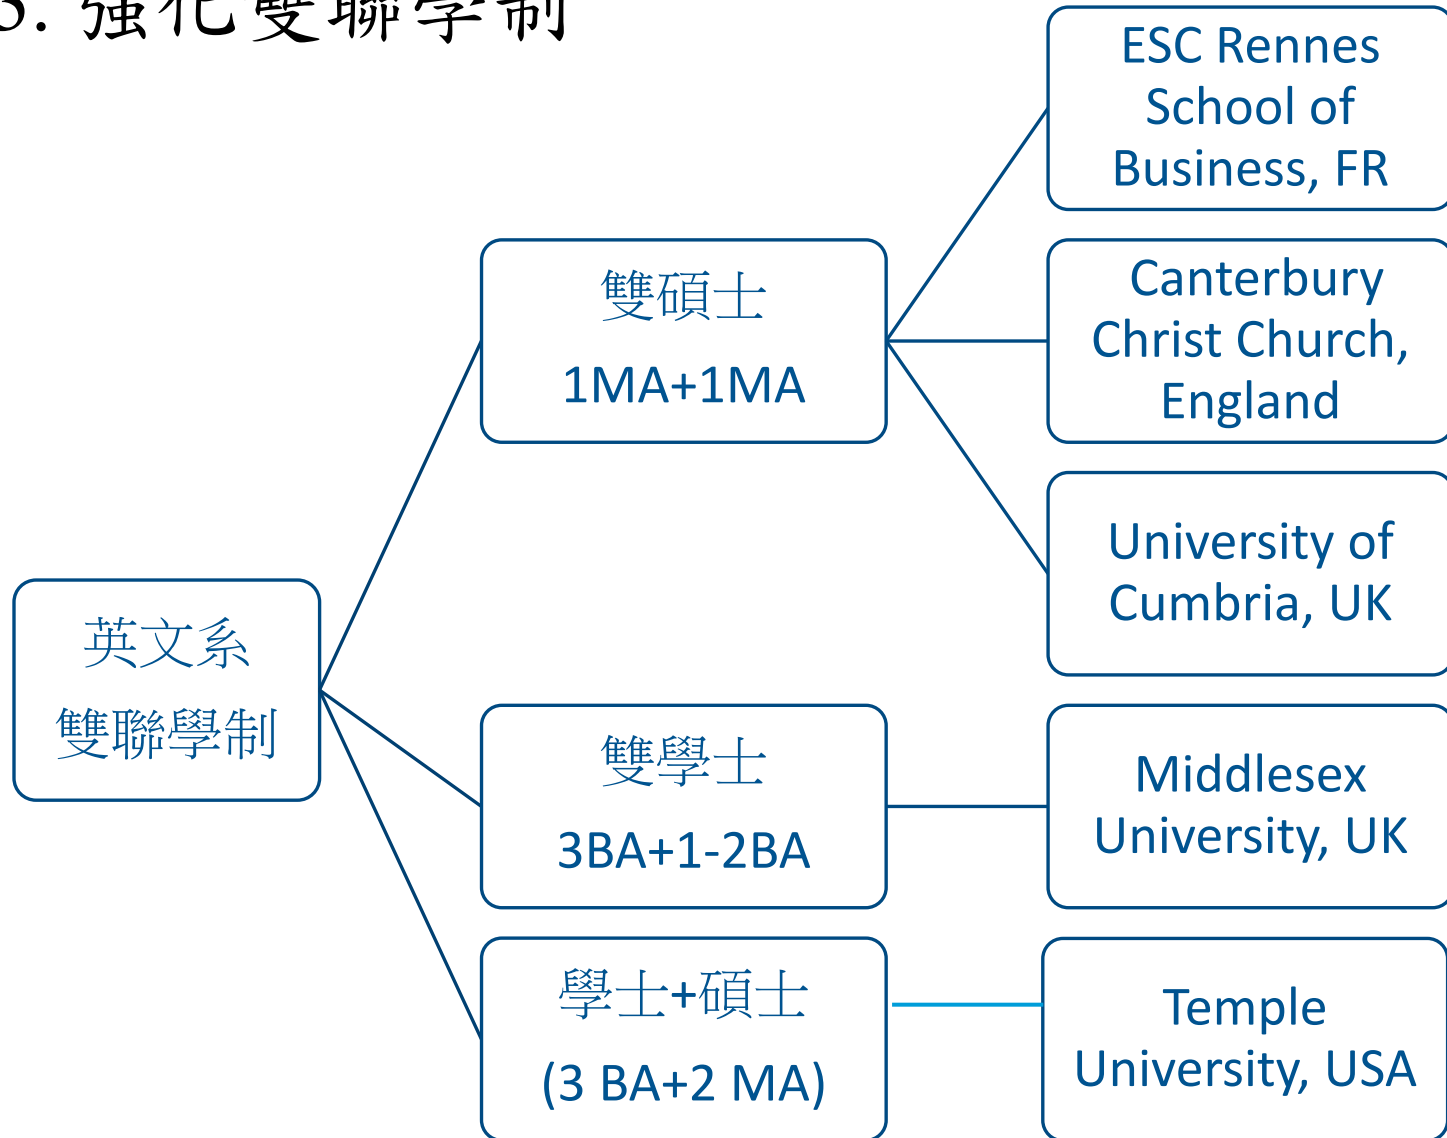 3. 強化雙聯學制
英文系
雙聯學制
雙碩士
1MA+1MA
ESC Rennes
School of
Business, FR
Canterbury
Christ Church,
England
University of
Cumbria, UK
雙學士
3BA+1-2BA
Middlesex
University, UK
學士+碩士
(3 BA+2 MA)
Temple
University, USA